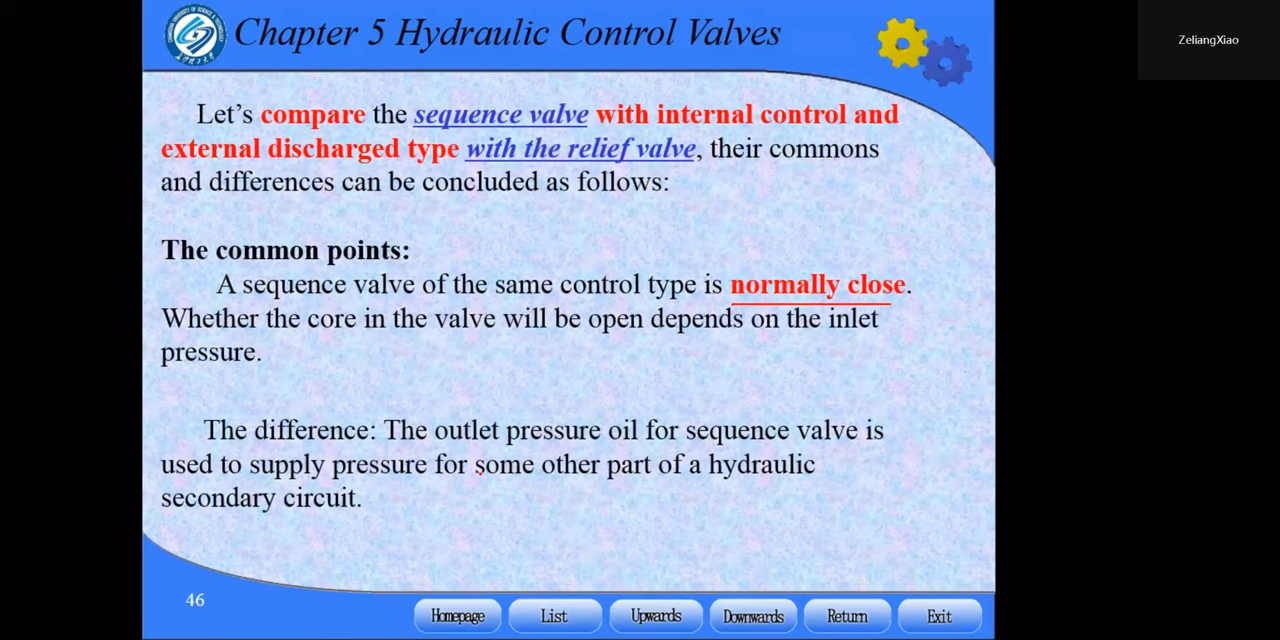 Chapter 5 Hydraulic Control Valves
ZeliangXiao
Let’s compare the sequence valve with internal control and
external discharged type with the relief valve, their commons
and differences can be concluded as follows:
The common points:
A sequence valve of the same control type is normally close.
Whether the core in the valve will be open depends on the inlet
pressure.
The difference: The outlet pressure oil for sequence valve is
used to supply pressure for some other part of a hydraulic
secondary circuit.
46
Homepage List Upwards Downwards Return Exit